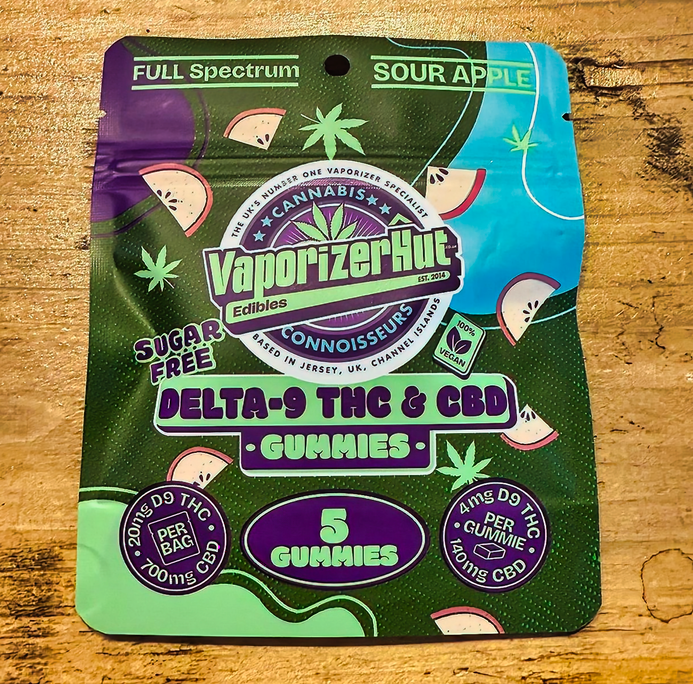 FULL Spectrum
SOUR APPLE
THE UK'S NUMBER ONE VAPORIZER SPECIALIST
CANNABIS
VaporizerHut
EST. 2014
Edibles
CONNOISSEURS
BASED IN JERSEY, UK, CHANNEL ISLANDS
100%
VEGAN
SUGAR
FREE
DELTA-9 THC & CBD
• GUMMIES •
20mg D9 THC •
PER
BAG
700mg CBD
5
GUMMIES
4mg D9 THC
PER
GUMMIE
140mg CBD